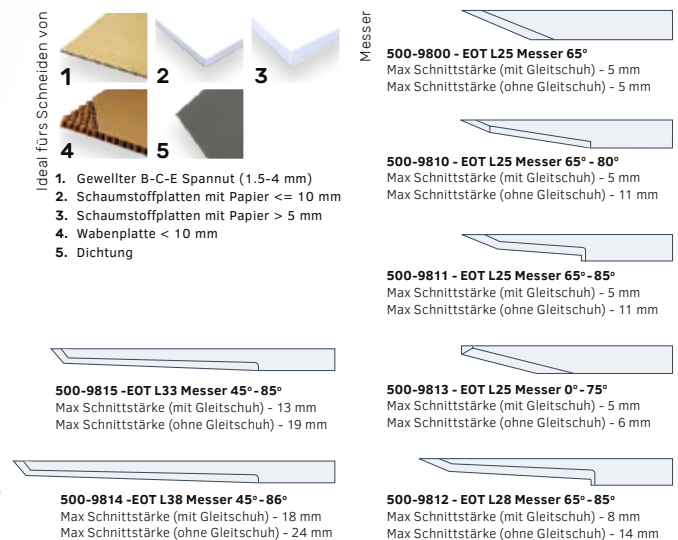 Ideal fürs Schneiden von
1
2
3
4
5
1. Gewellter B-C-E Spannut (1.5-4 mm)
2. Schaumstoffplatten mit Papier <= 10 mm
3. Schaumstoffplatten mit Papier > 5 mm
4. Wabenplatte < 10 mm
5. Dichtung
Messer
500-9800 - EOT L25 Messer 65°
Max Schnittstärke (mit Gleitschuh) - 5 mm
Max Schnittstärke (ohne Gleitschuh) - 5 mm
500-9810 - EOT L25 Messer 65° - 80°
Max Schnittstärke (mit Gleitschuh) - 5 mm
Max Schnittstärke (ohne Gleitschuh) - 11 mm
500-9811 - EOT L25 Messer 65° - 85°
Max Schnittstärke (mit Gleitschuh) - 5 mm
Max Schnittstärke (ohne Gleitschuh) - 11 mm
500-9815 -EOT L33 Messer 45° - 85°
Max Schnittstärke (mit Gleitschuh) - 13 mm
Max Schnittstärke (ohne Gleitschuh) - 19 mm
500-9813 - EOT L25 Messer 0° - 75°
Max Schnittstärke (mit Gleitschuh) - 5 mm
Max Schnittstärke (ohne Gleitschuh) - 6 mm
500-9814 -EOT L38 Messer 45° - 86°
Max Schnittstärke (mit Gleitschuh) - 18 mm
Max Schnittstärke (ohne Gleitschuh) - 24 mm
500-9812 - EOT L28 Messer 65° - 85°
Max Schnittstärke (mit Gleitschuh) - 8 mm
Max Schnittstärke (ohne Gleitschuh) - 14 mm